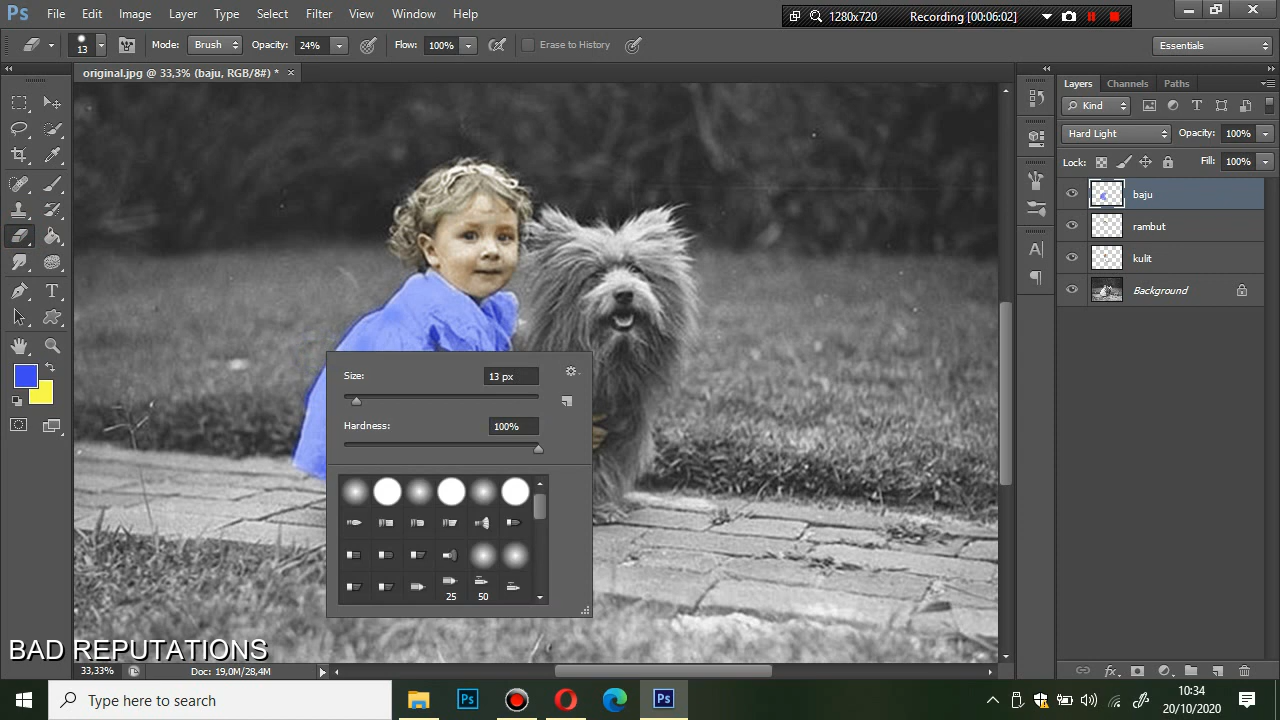 Ps File Edit Image Layer Type Select Filter View Window Help
1280x720 Recording [00:06:02]
13 Mode: Brush Opacity: 24% Flow: 100% Erase to History Essentials
original.jpg @ 33,3% (baju, RGB/8#) * ×
Layers Channels Paths
Kind
Hard Light Opacity: 100%
Lock: Fill: 100%
baju
rambut
kulit
Background
Size: 13 px
Hardness: 100%
25 50
BAD REPUTATIONS
33,33% Doc: 19,0M/28,4M
Type here to search
Ps
Ps
10:34
20/10/2020